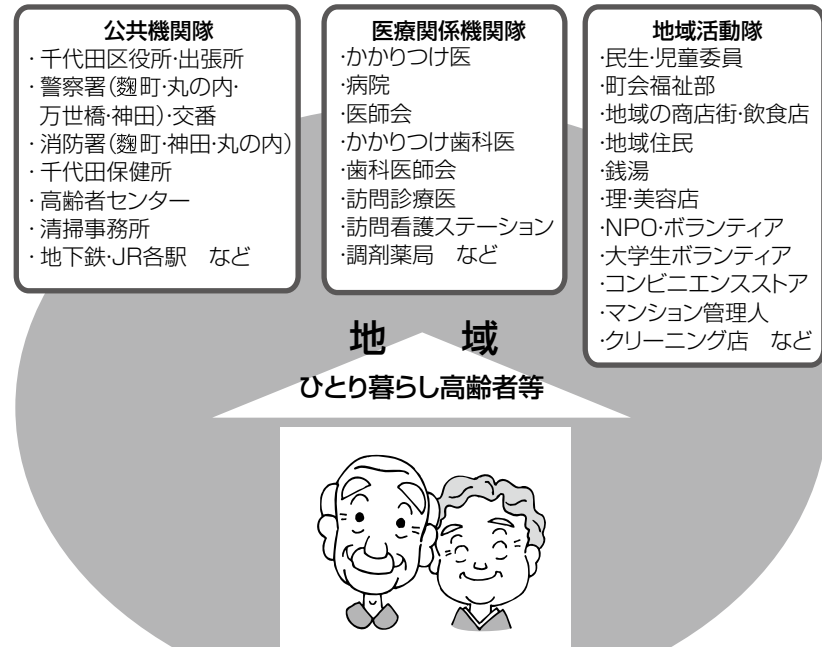 公共機関隊
・千代田区役所・出張所
・警察署（麴町・丸の内・
万世橋・神田）・交番
・消防署（麴町・神田・丸の内）
・千代田保健所
・高齢者センター
・清掃事務所
・地下鉄・JR各駅　など
医療関係機関隊
・かかりつけ医
・病院
・医師会
・かかりつけ歯科医
・歯科医師会
・訪問診療医
・訪問看護ステーション
・調剤薬局　など
地域活動隊
・民生・児童委員
・町会福祉部
・地域の商店街・飲食店
・地域住民
・銭湯
・理・美容店
・NPO・ボランティア
・大学生ボランティア
・コンビニエンスストア
・マンション管理人
・クリーニング店　など
地　域
ひとり暮らし高齢者等